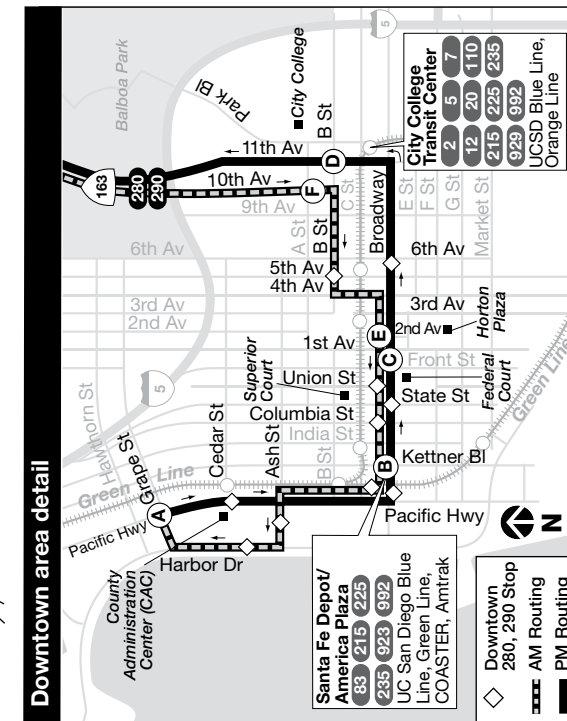 Downtown area detail
163
280
290
5
Balboa Park
Park Bl
City College
B St
11th Av
10th Av
9th Av
D
F
A St
B St
C St
Broadway
E St
F St
G St
Market St
6th Av
6th Av
5th Av
4th Av
3rd Av
2nd Av
3rd Av
2nd Av
Horton
Plaza
1st Av
E
C
Front St
Federal
Court
Superior
Court
Union St
State St
Columbia St
India St
B St
Kettner Bl
B
Pacific Hwy
5
Hawthorn St
Grape St
Cedar St
Ash St
Green Line
Green Line
A
Pacific Hwy
County
Administration
Center (CAC)
Harbor Dr
City College
Transit Center
2 5 7
12 20 110
215 225 235
929 992
UCSD Blue Line,
Orange Line
Santa Fe Depot/
America Plaza
83 215 225
235 923 992
UC San Diego Blue
Line, Green Line,
COASTER, Amtrak
N
Downtown
280, 290 Stop
AM Routing
PM Routing